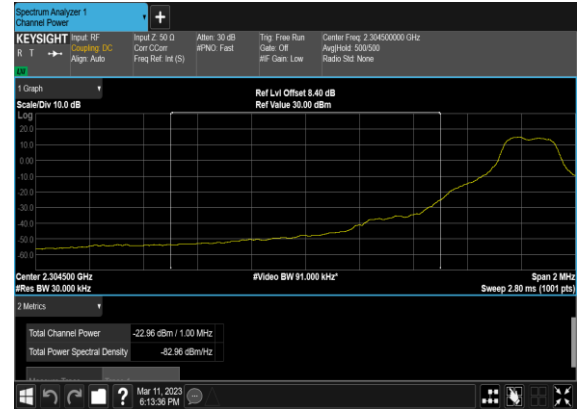 Spectrum Analyzer 1
Channel Power
KEYSIGHT Input: RF Input Z: 50 Ω Atten: 30 dB Trig: Free Run Center Freq: 2.304500000 GHz
R T Coupling: DC Corr CCorr #PNO: Fast Gate: Off Avg|Hold: 500/500
Align: Auto Freq Ref: Int (S) #IF Gain: Low Radio Std: None
1 Graph Ref Lvl Offset 8.40 dB
Scale/Div 10.0 dB Ref Value 30.00 dBm
Log
20.0
10.0
0.00
-10.0
-20.0
-30.0
-40.0
-50.0
-60.0
Center 2.304500 GHz #Video BW 91.000 kHz* Span 2 MHz
#Res BW 30.000 kHz Sweep 2.80 ms (1001 pts)
2 Metrics
Total Channel Power -22.96 dBm / 1.00 MHz
Total Power Spectral Density -82.96 dBm/Hz
? Mar 11, 2023
6:13:36 PM